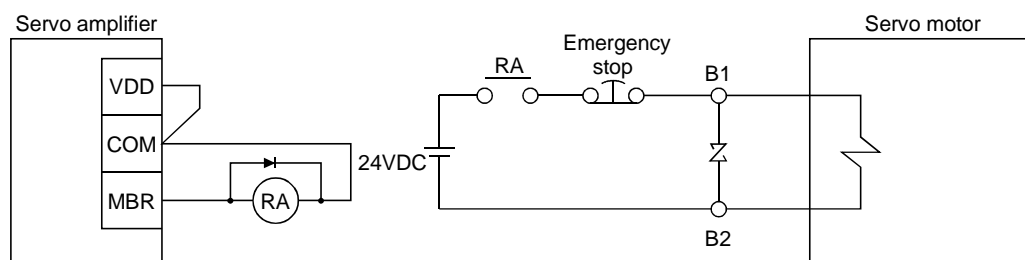 Servo amplifier
Servo motor
Emergency
stop
RA
B1
VDD
COM
24VDC
MBR
RA
B2